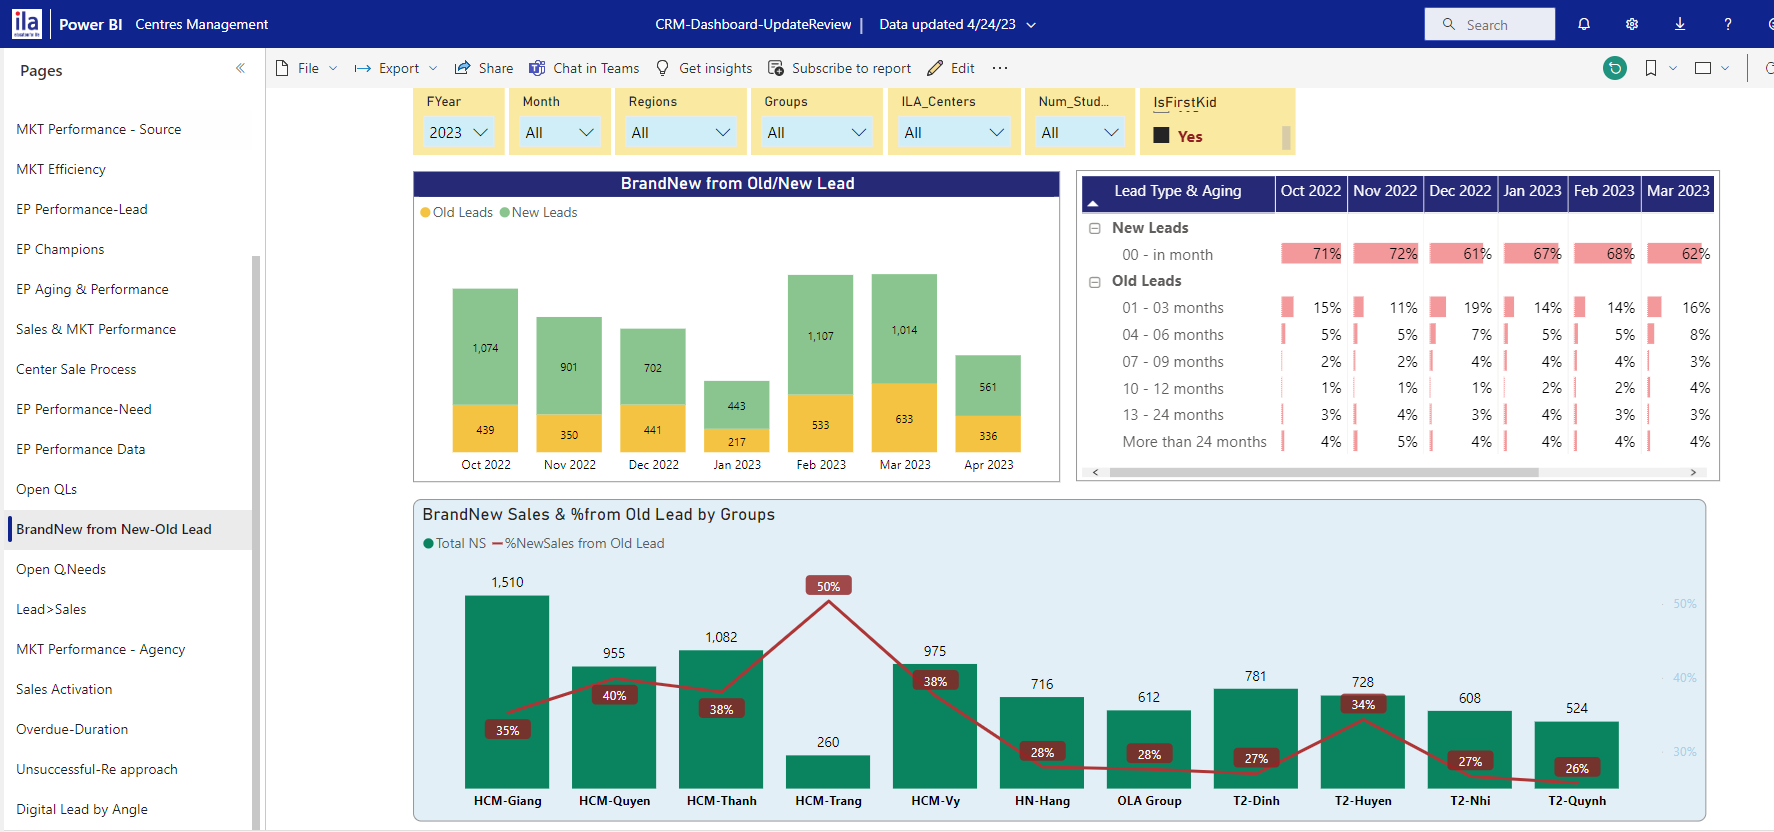 ila
Power BI Centres Management
CRM-Dashboard-UpdateReview | Data updated 4/24/23
Search
Pages
File Export Share Chat in Teams Get insights Subscribe to report Edit
MKT Performance - Source
MKT Efficiency
EP Performance-Lead
EP Champions
EP Aging & Performance
Sales & MKT Performance
Center Sale Process
EP Performance-Need
EP Performance Data
Open QLs
BrandNew from New-Old Lead
Open Q.Needs
Lead>Sales
MKT Performance - Agency
Sales Activation
Overdue-Duration
Unsuccessful-Re approach
Digital Lead by Angle
FYear Month Regions Groups ILA_Centers Num_Stud... IsFirstKid
2023 All All All All All Yes
BrandNew from Old/New Lead
Old Leads New Leads
1,074 901 702 443 1,107 1,014 561
439 350 441 217 533 633 336
Oct 2022 Nov 2022 Dec 2022 Jan 2023 Feb 2023 Mar 2023 Apr 2023
Lead Type & Aging Oct 2022 Nov 2022 Dec 2022 Jan 2023 Feb 2023 Mar 2023
New Leads
00 - in month 71% 72% 61% 67% 68% 62%
Old Leads
01 - 03 months 15% 11% 19% 14% 14% 16%
04 - 06 months 5% 5% 7% 5% 5% 8%
07 - 09 months 2% 2% 4% 4% 4% 3%
10 - 12 months 1% 1% 1% 2% 2% 4%
13 - 24 months 3% 4% 3% 4% 3% 3%
More than 24 months 4% 5% 4% 4% 4% 4%
BrandNew Sales & %from Old Lead by Groups
Total NS %NewSales from Old Lead
1,510 955 1,082 260 975 716 612 781 728 608 524
35% 40% 38% 50% 38% 28% 28% 27% 34% 27% 26%
50%
40%
30%
HCM-Giang HCM-Quyen HCM-Thanh HCM-Trang HCM-Vy HN-Hang OLA Group T2-Dinh T2-Huyen T2-Nhi T2-Quynh